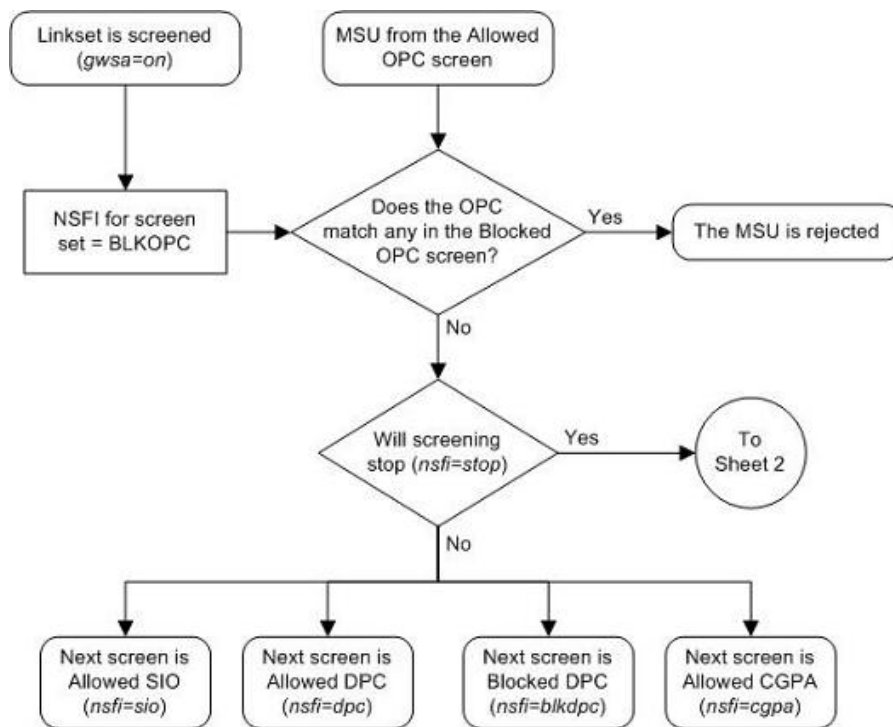 Linkset is screened
(gwsa=on)
MSU from the Allowed
OPC screen
NSFI for screen
set = BLKOPC
Does the OPC
match any in the Blocked
OPC screen?
Yes
The MSU is rejected
No
Will screening
stop (nsfi=stop)
Yes
To
Sheet 2
No
Next screen is
Allowed SIO
(nsfi=sio)
Next screen is
Allowed DPC
(nsfi=dpc)
Next screen is
Blocked DPC
(nsfi=blkdpc)
Next screen is
Allowed CGPA
(nsfi=cgpa)